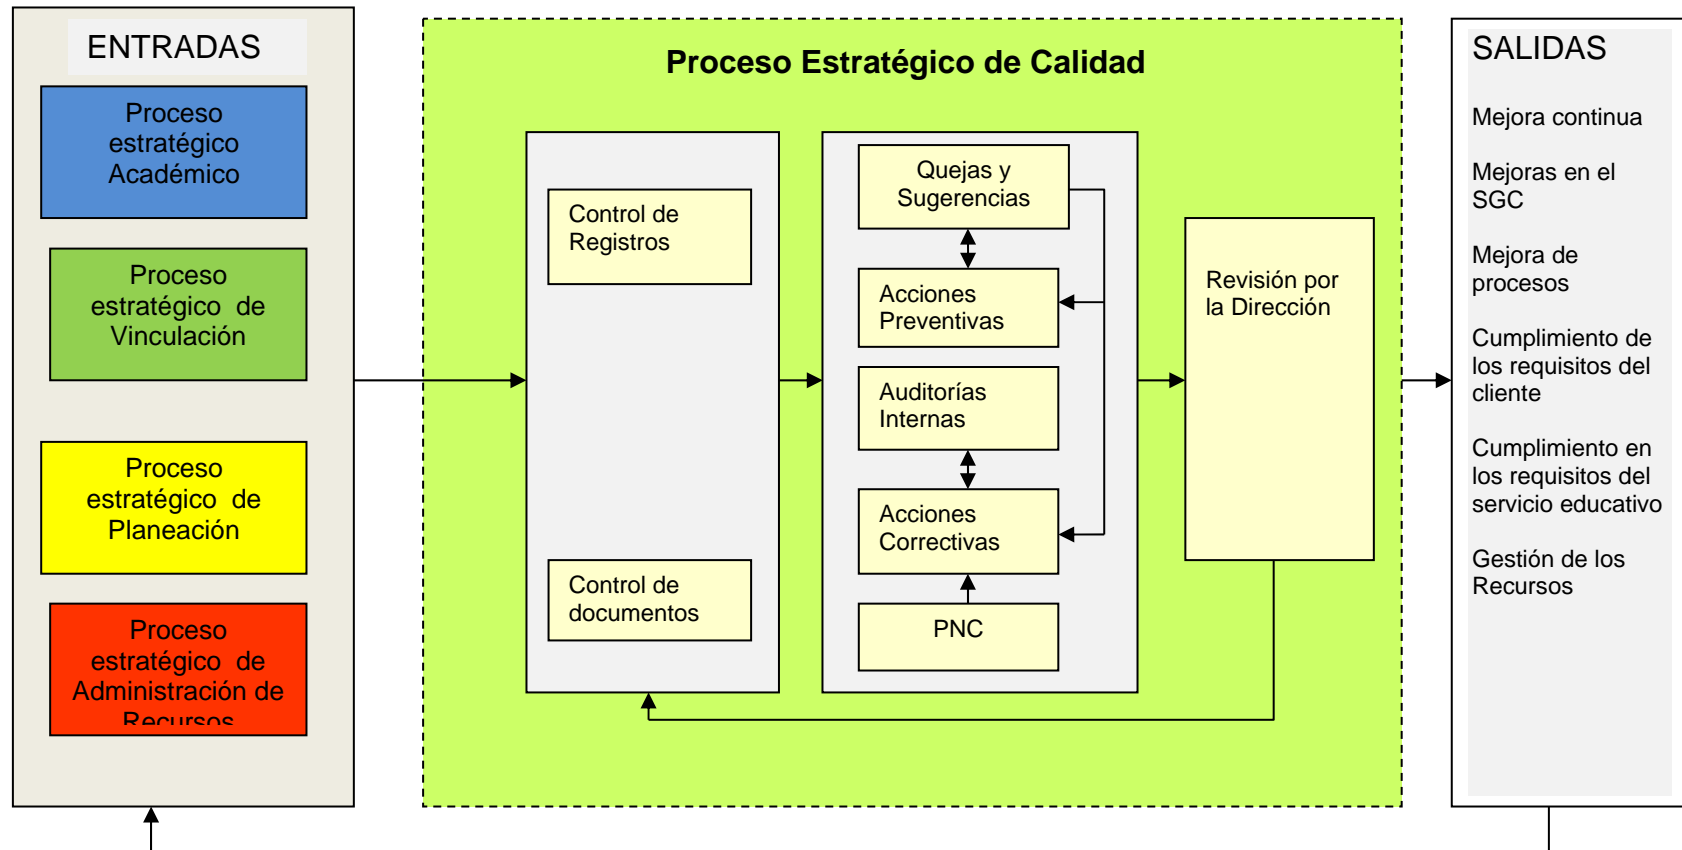 ENTRADAS
Proceso
estratégico
Académico
Proceso
estratégico de
Vinculación
Proceso
estratégico de
Planeación
Proceso
estratégico de
Administración de
Recursos
Proceso Estratégico de Calidad
Control de
Registros
Control de
documentos
Quejas y
Sugerencias
Acciones
Preventivas
Auditorías
Internas
Acciones
Correctivas
PNC
Revisión por
la Dirección
SALIDAS
Mejora continua
Mejoras en el
SGC
Mejora de
procesos
Cumplimiento de
los requisitos del
cliente
Cumplimiento en
los requisitos del
servicio educativo
Gestión de los
Recursos